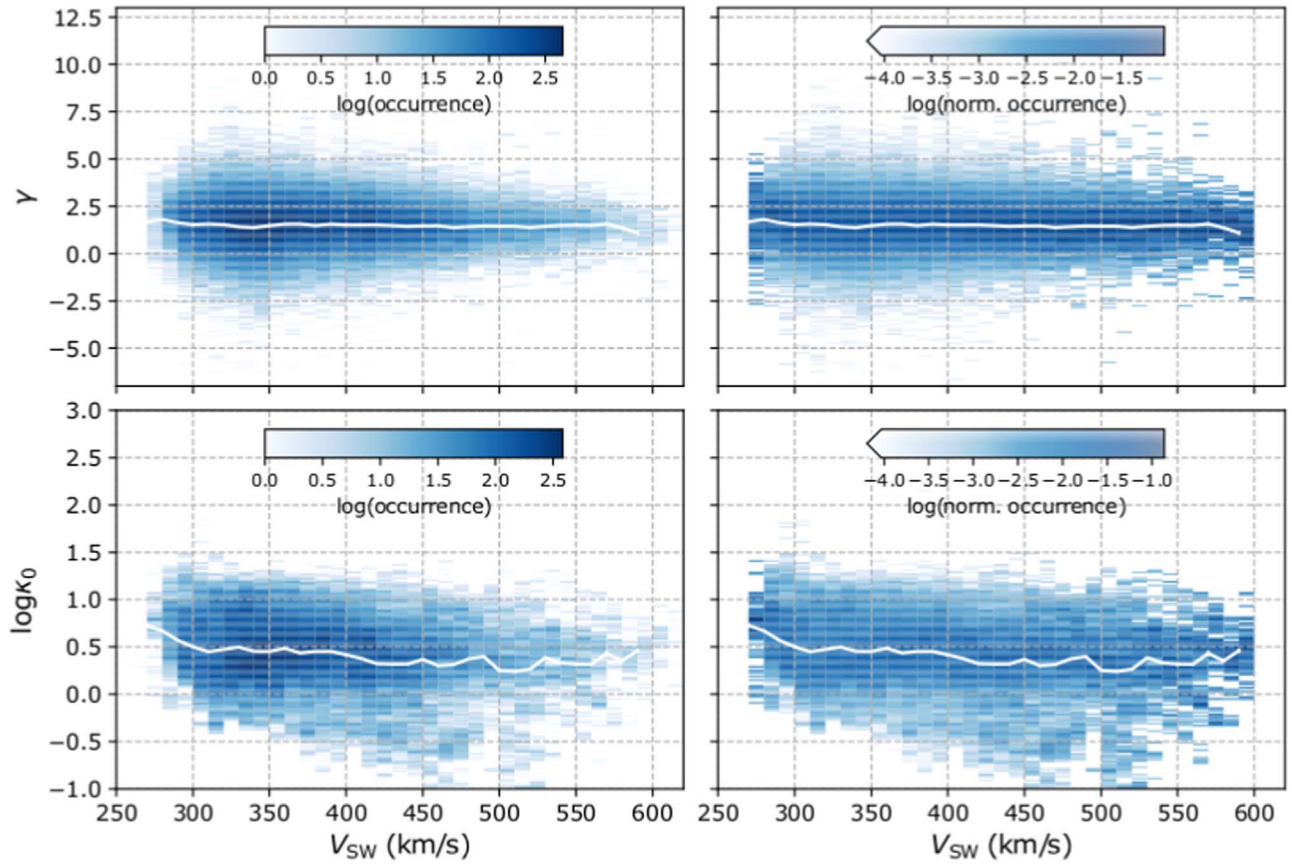 12.5
10.0
7.5
5.0
2.5
0.0
−2.5
−5.0
γ
0.0 0.5 1.0 1.5 2.0 2.5
log(occurrence)
−4.0 −3.5 −3.0 −2.5 −2.0 −1.5
log(norm. occurrence)
3.0
2.5
2.0
1.5
1.0
0.5
0.0
−0.5
−1.0
logκ0
0.0 0.5 1.0 1.5 2.0 2.5
log(occurrence)
−4.0 −3.5 −3.0 −2.5 −2.0 −1.5 −1.0
log(norm. occurrence)
250 300 350 400 450 500 550 600
VSW (km/s)
250 300 350 400 450 500 550 600
VSW (km/s)